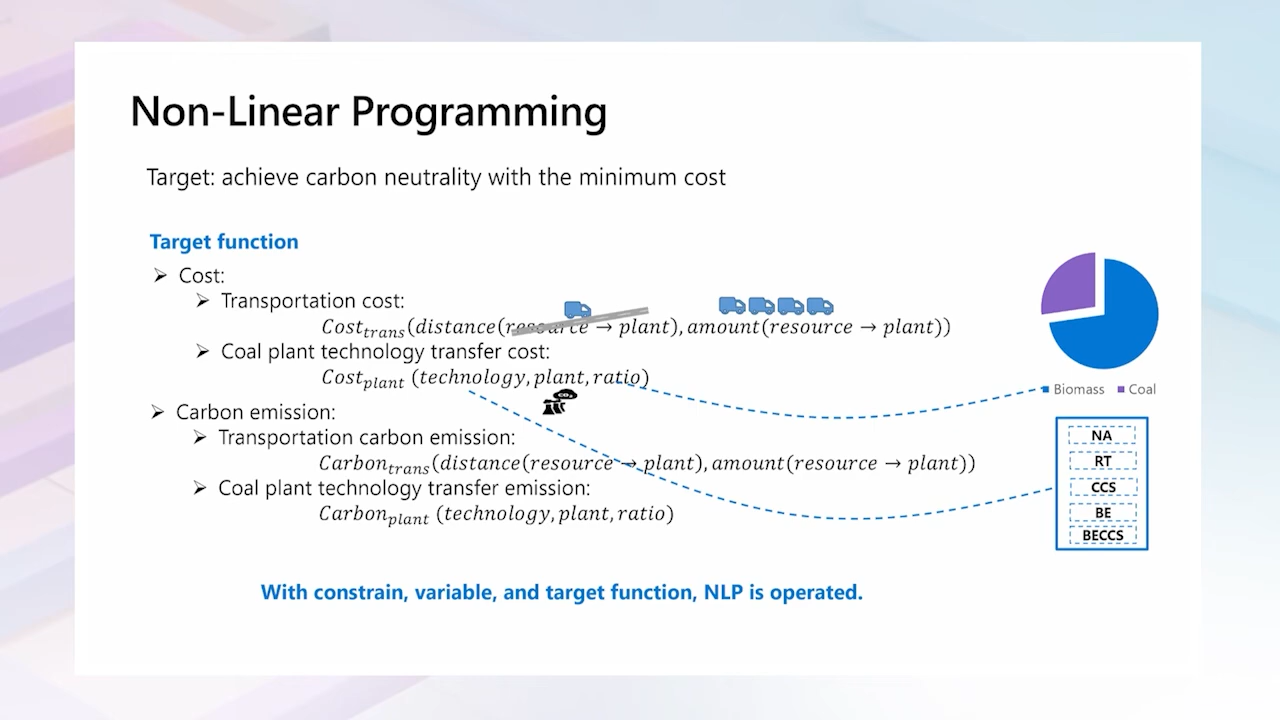 Non-Linear Programming
Target: achieve carbon neutrality with the minimum cost
Target function
➢ Cost:
➢ Transportation cost:
Cost_trans(distance(resource → plant), amount(resource → plant))
➢ Coal plant technology transfer cost:
Cost_plant (technology, plant, ratio)
➢ Carbon emission:
➢ Transportation carbon emission:
Carbon_trans(distance(resource → plant), amount(resource → plant))
➢ Coal plant technology transfer emission:
Carbon_plant (technology, plant, ratio)
With constrain, variable, and target function, NLP is operated.
Biomass Coal
NA
RT
CCS
BE
BECCS
CO₂